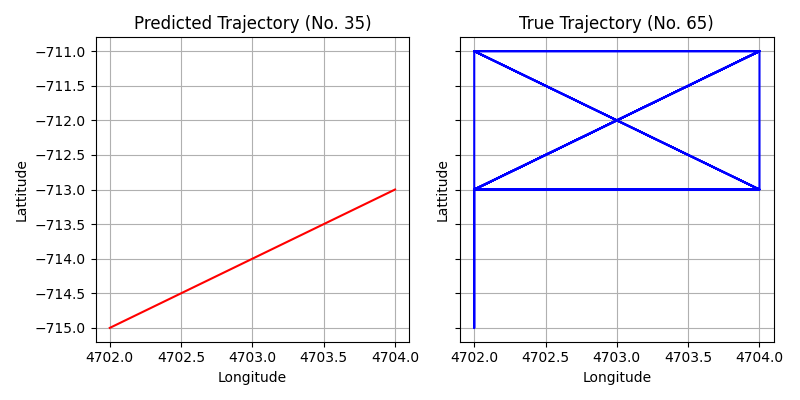 Predicted Trajectory (No. 35)
−711.0
−711.5
−712.0
−712.5
−713.0
−713.5
−714.0
−714.5
−715.0
Lattitude
4702.0 4702.5 4703.0 4703.5 4704.0
Longitude
True Trajectory (No. 65)
Lattitude
4702.0 4702.5 4703.0 4703.5 4704.0
Longitude